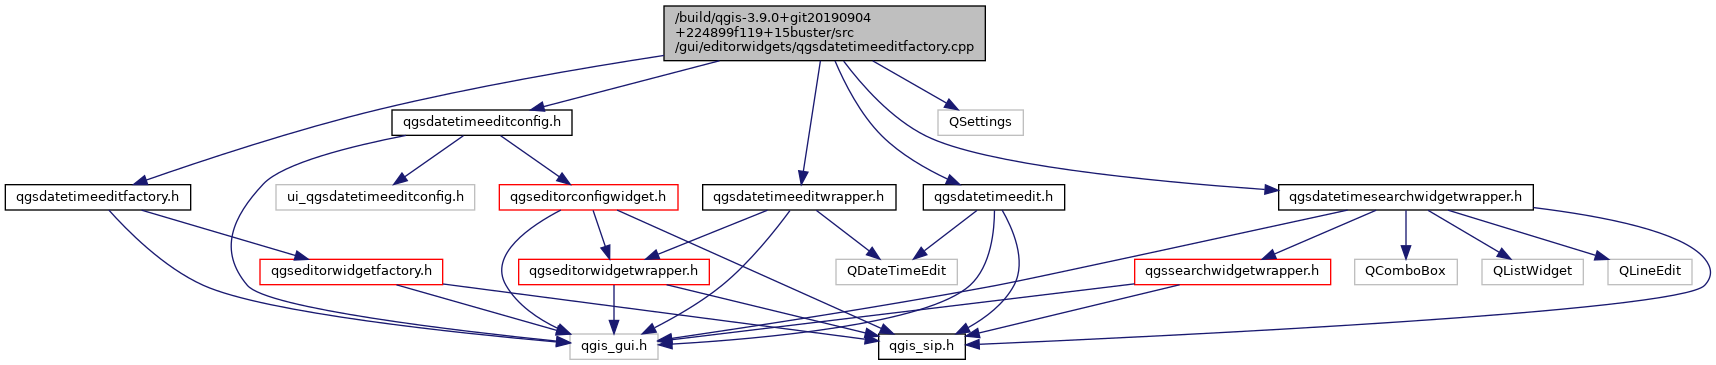 /build/qgis-3.9.0+git20190904
+224899f119+15buster/src
/gui/editorwidgets/qgsdatetimeeditfactory.cpp
qgsdatetimeeditconfig.h
QSettings
qgsdatetimeeditfactory.h
ui_qgsdatetimeeditconfig.h
qgseditorconfigwidget.h
qgsdatetimeeditwrapper.h
qgsdatetimeedit.h
qgsdatetimesearchwidgetwrapper.h
qgseditorwidgetfactory.h
qgseditorwidgetwrapper.h
QDateTimeEdit
qgssearchwidgetwrapper.h
QComboBox
QListWidget
QLineEdit
qgis_gui.h
qgis_sip.h